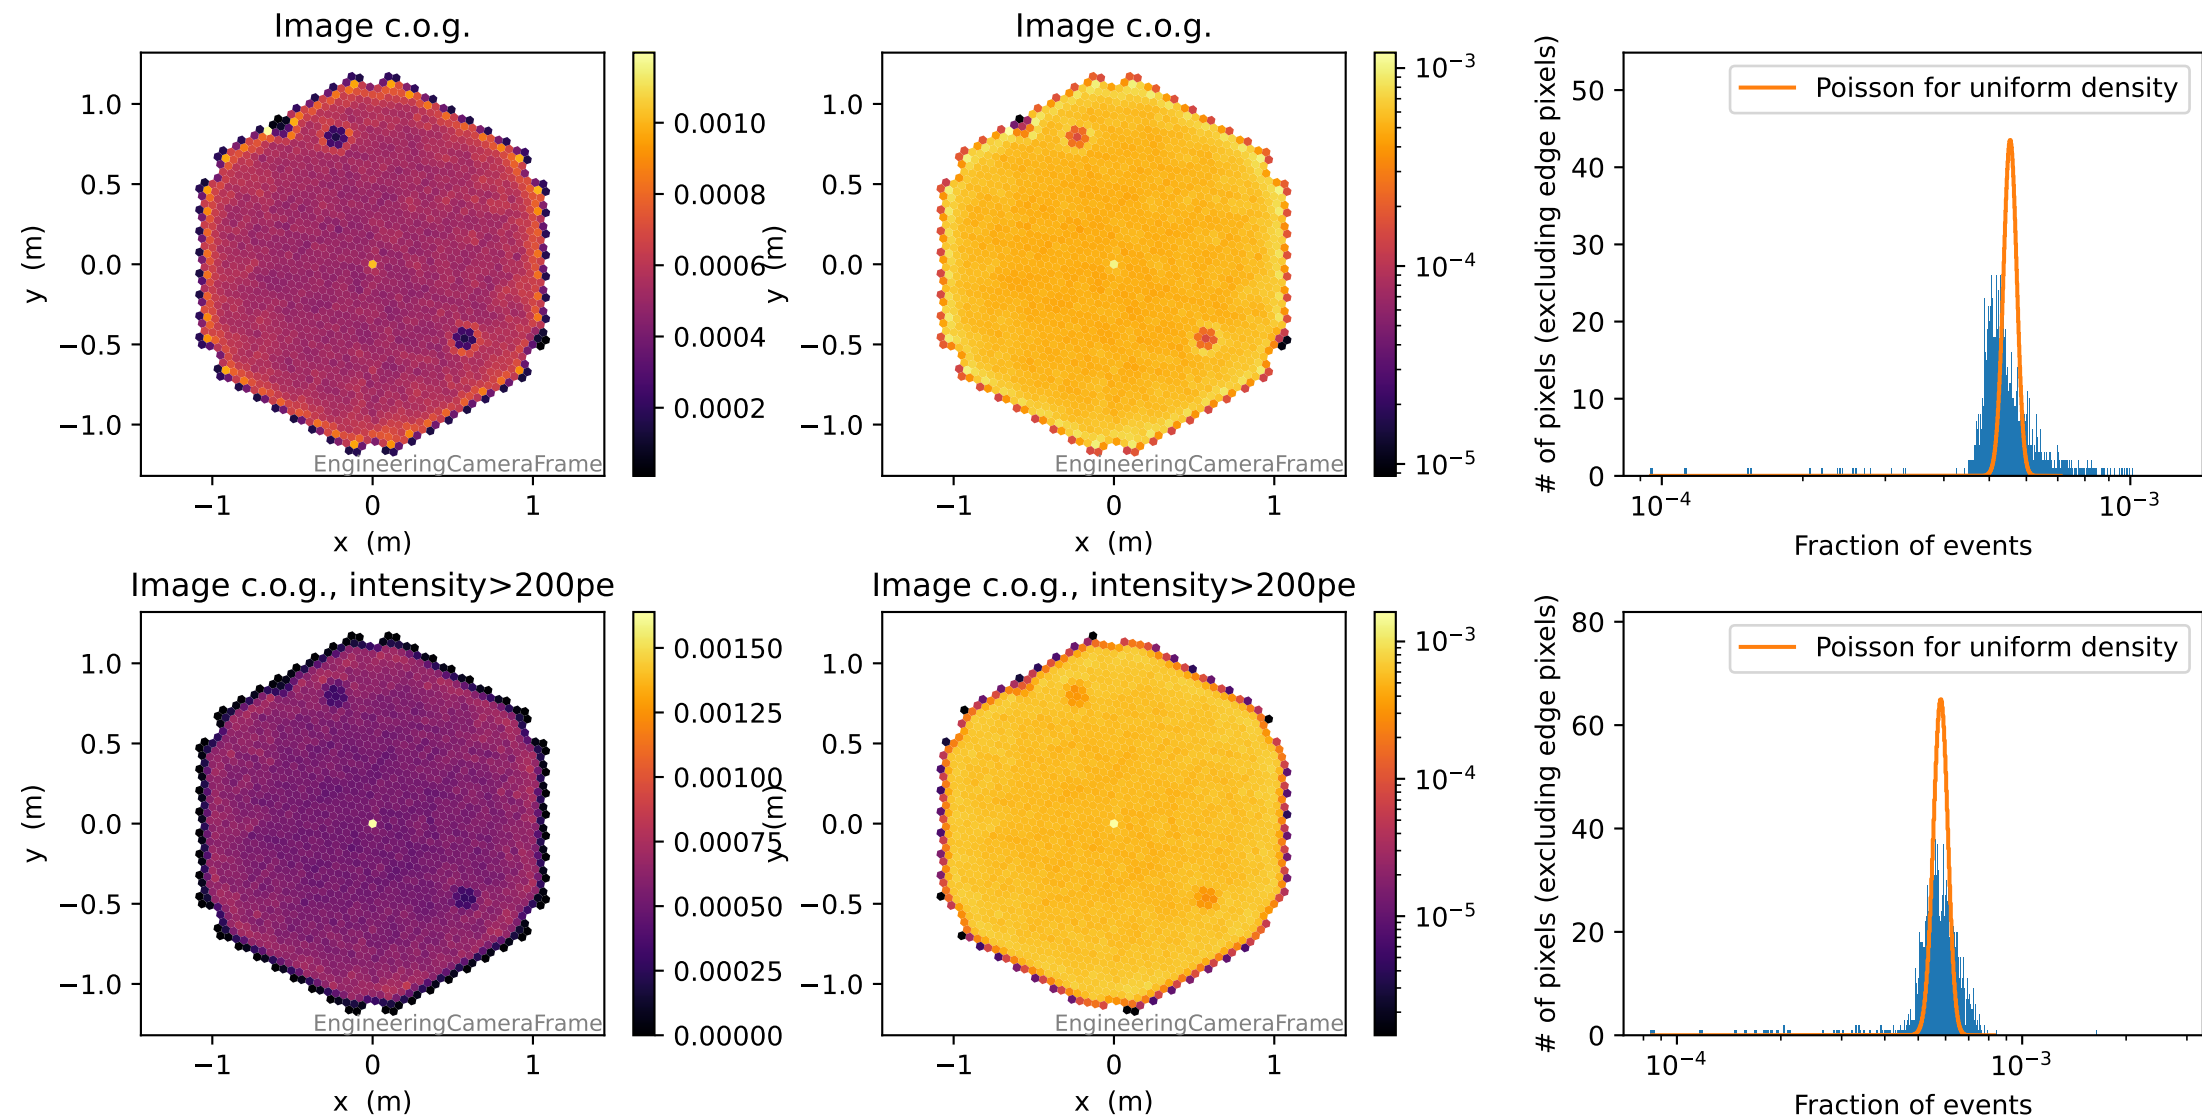 Image c.o.g.
1.0
0.5
0.0
−0.5
−1.0
y (m)
−1
0
1
x (m)
EngineeringCameraFrame
0.0010
0.0008
0.0006
0.0004
0.0002
Image c.o.g.
1.0
0.5
0.0
−0.5
−1.0
y (m)
−1
0
1
x (m)
EngineeringCameraFrame
10⁻³
10⁻⁴
10⁻⁵
# of pixels (excluding edge pixels)
50
40
30
20
10
0
Poisson for uniform density
10⁻⁴
10⁻³
Fraction of events
Image c.o.g., intensity>200pe
1.0
0.5
0.0
−0.5
−1.0
y (m)
−1
0
1
x (m)
EngineeringCameraFrame
0.00150
0.00125
0.00100
0.00075
0.00050
0.00025
0.00000
Image c.o.g., intensity>200pe
1.0
0.5
0.0
−0.5
−1.0
y (m)
−1
0
1
x (m)
EngineeringCameraFrame
10⁻³
10⁻⁴
10⁻⁵
# of pixels (excluding edge pixels)
80
60
40
20
0
Poisson for uniform density
10⁻⁴
10⁻³
Fraction of events